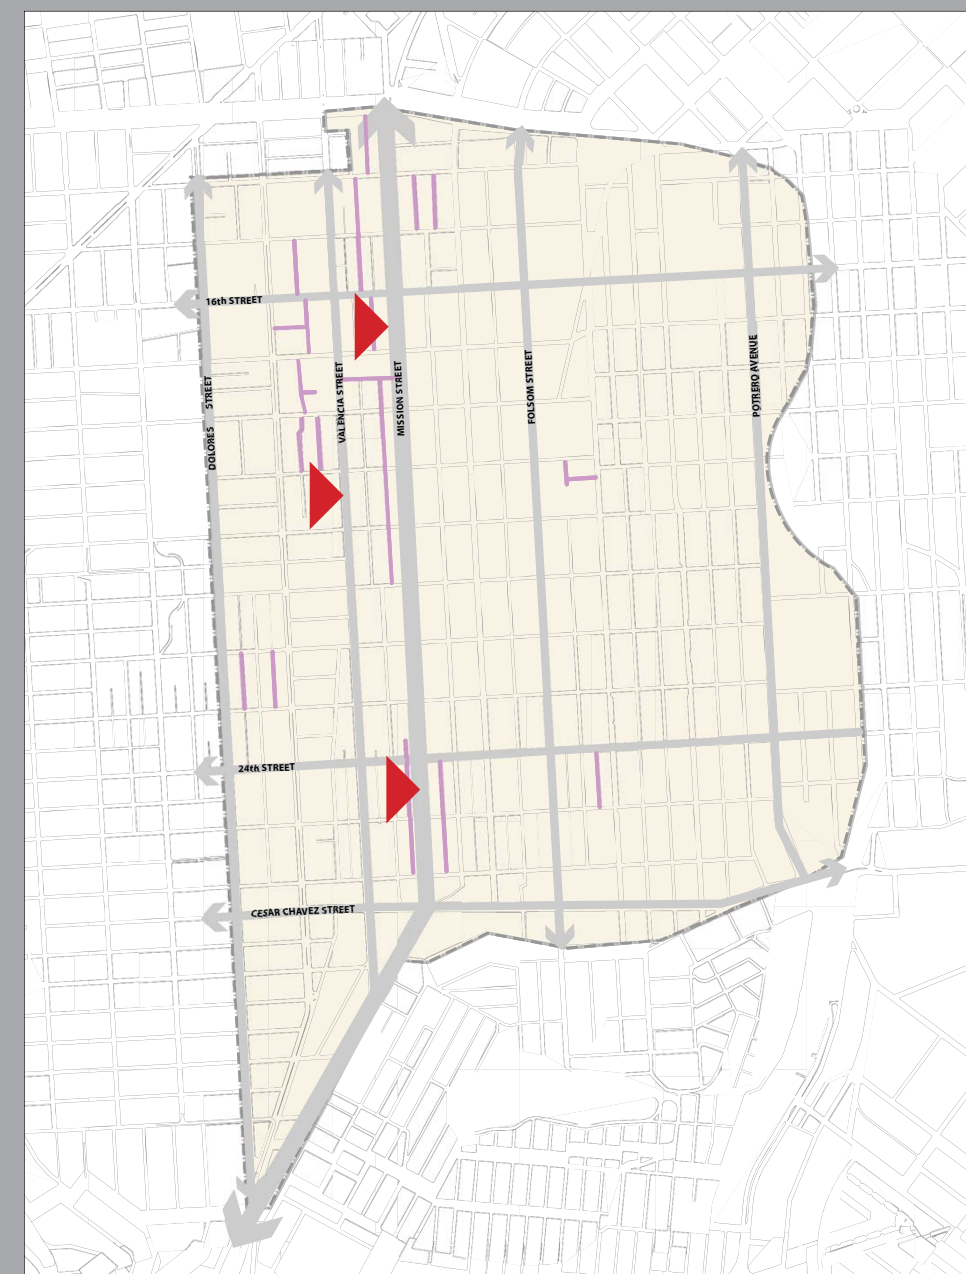 16th STREET
DOLORES STREET
VALENCIA STREET
MISSION STREET
FOLSOM STREET
POTRERO AVENUE
24th STREET
CESAR CHAVEZ STREET